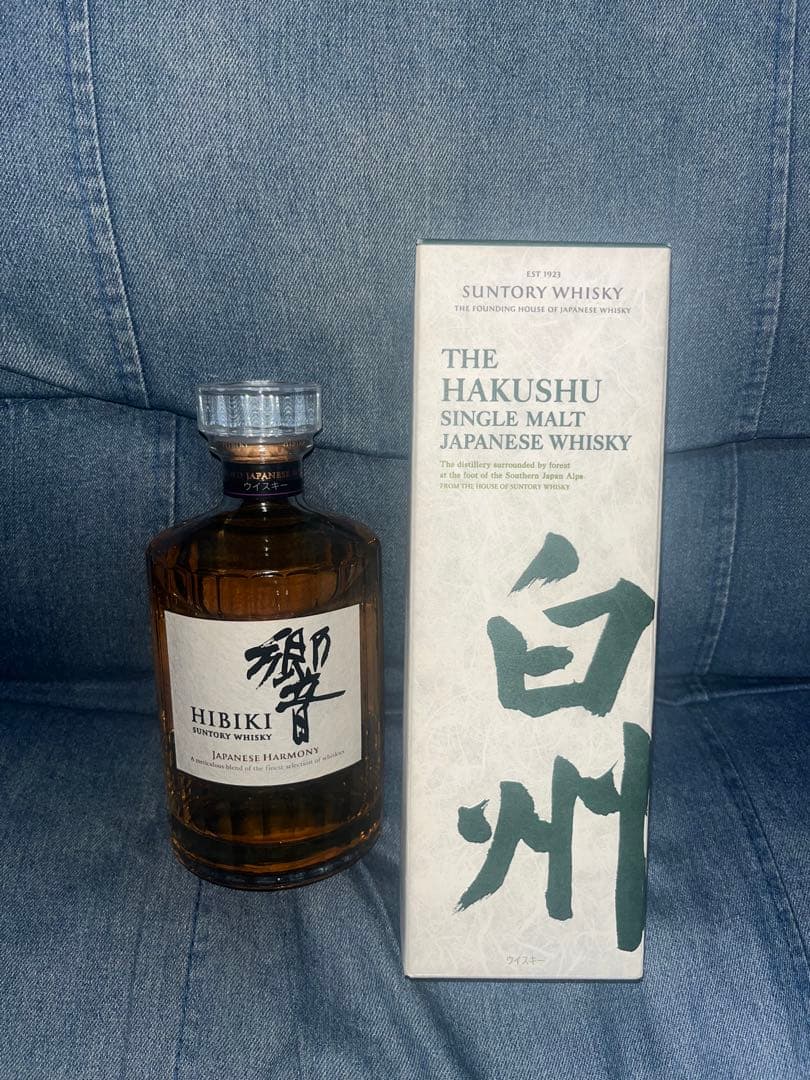 JAPANESE
ウイスキー
響
HIBIKI
SUNTORY WHISKY
JAPANESE HARMONY
A meticulous blend of the finest selection of whiskies
EST 1923
SUNTORY WHISKY
THE FOUNDING HOUSE OF JAPANESE WHISKY
THE
HAKUSHU
SINGLE MALT
JAPANESE WHISKY
The distillery surrounded by forest
at the foot of the Southern Japan Alps.
FROM THE HOUSE OF SUNTORY WHISKY
白
州
ウイスキー